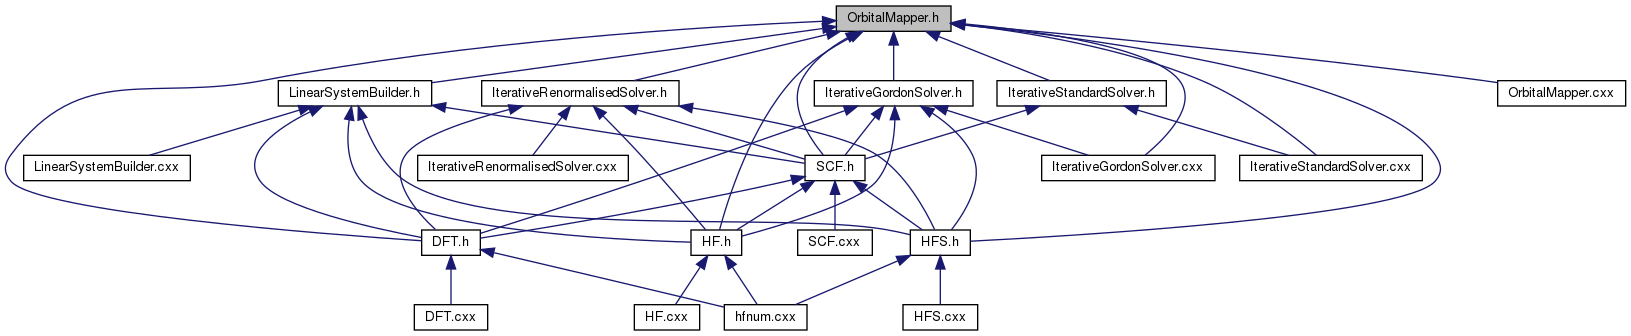 OrbitalMapper.h
LinearSystemBuilder.h
IterativeRenormalisedSolver.h
IterativeGordonSolver.h
IterativeStandardSolver.h
OrbitalMapper.cxx
LinearSystemBuilder.cxx
IterativeRenormalisedSolver.cxx
SCF.h
IterativeGordonSolver.cxx
IterativeStandardSolver.cxx
DFT.h
HF.h
SCF.cxx
HFS.h
DFT.cxx
HF.cxx
hfnum.cxx
HFS.cxx